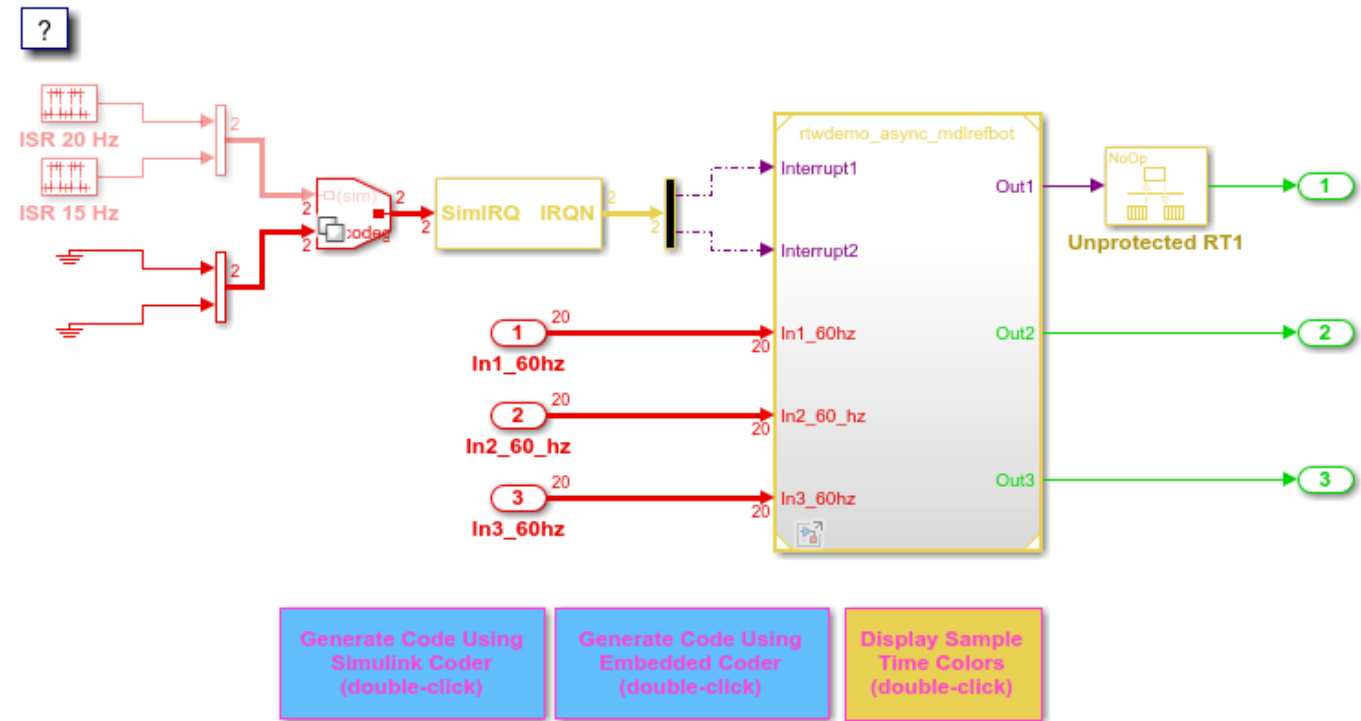 ?
ISR 20 Hz
ISR 15 Hz
2
2
2
(sim)
2
codeg
2
2
2
SimIRQ IRQN
2
2
rtwdemo_async_mdlrefbot
Interrupt1
Interrupt2
In1_60hz
In2_60_hz
In3_60hz
Out1
Out2
Out3
NoOp
Unprotected RT1
1
2
3
1
20
20
In1_60hz
2
20
20
In2_60_hz
3
20
20
In3_60hz
Generate Code Using
Simulink Coder
(double-click)
Generate Code Using
Embedded Coder
(double-click)
Display Sample
Time Colors
(double-click)